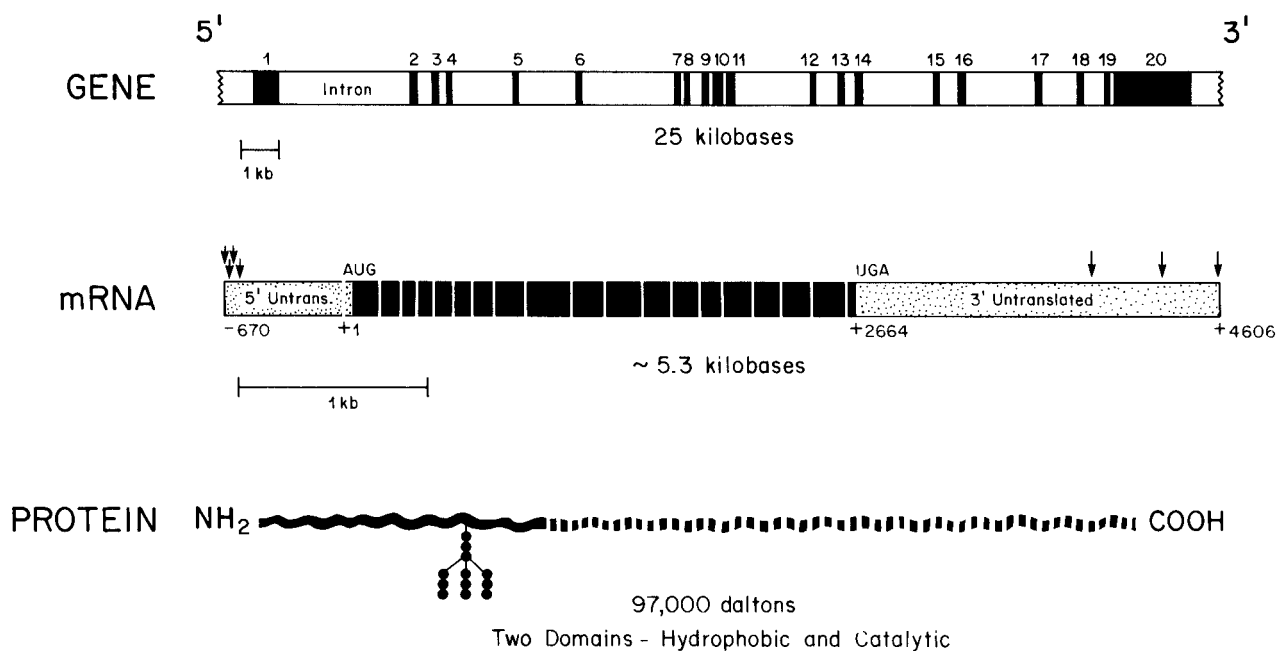 5' 3'
1 2 3 4 5 6 7 8 9 10 11 12 13 14 15 16 17 18 19 20
GENE Intron
25 kilobases
1 kb
AUG UGA
mRNA 5' Untrans. 3' Untranslated
-670 +1 +2664 +4606
~ 5.3 kilobases
1 kb
PROTEIN NH2 COOH
97,000 daltons
Two Domains - Hydrophobic and Catalytic